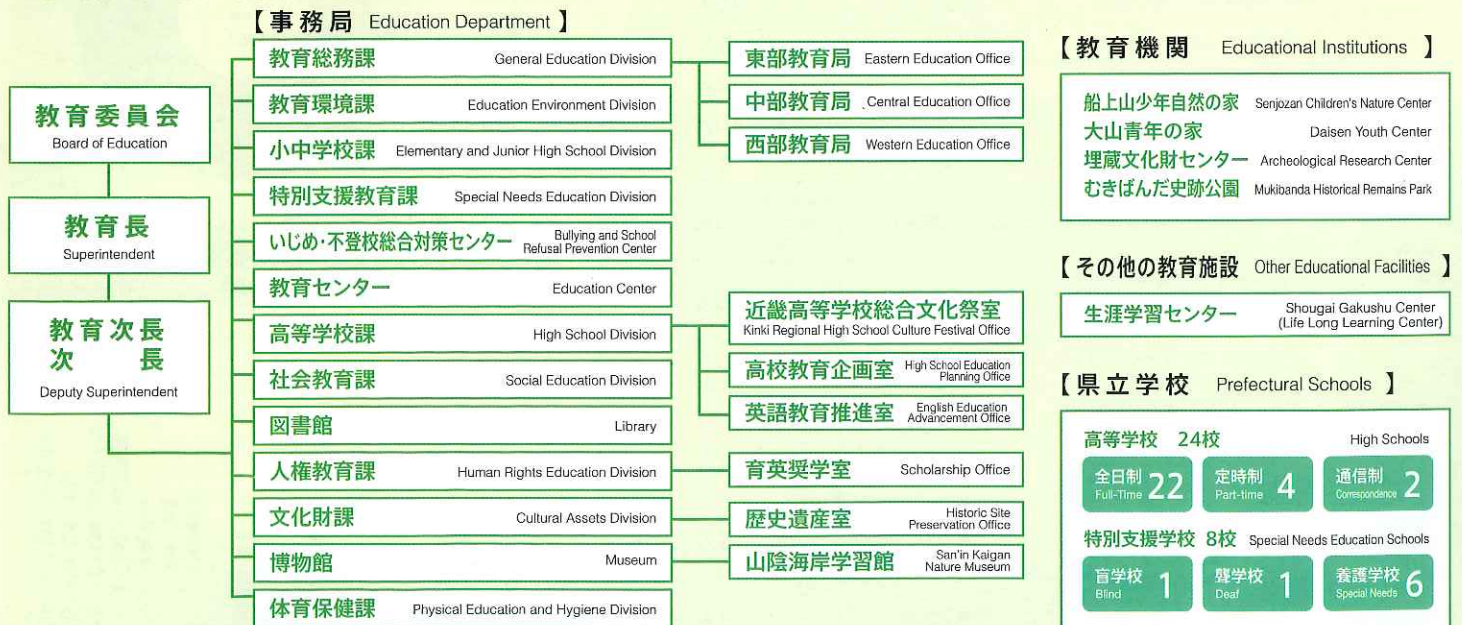 教育委員会
Board of Education
教育長
Superintendent
教育次長
次　　長
Deputy Superintendent
【事務局 Education Department】
教育総務課 General Education Division
教育環境課 Education Environment Division
小中学校課 Elementary and Junior High School Division
特別支援教育課 Special Needs Education Division
いじめ・不登校総合対策センター Bullying and School
Refusal Prevention Center
教育センター Education Center
高等学校課 High School Division
社会教育課 Social Education Division
図書館 Library
人権教育課 Human Rights Education Division
文化財課 Cultural Assets Division
博物館 Museum
体育保健課 Physical Education and Hygiene Division
東部教育局 Eastern Education Office
中部教育局 Central Education Office
西部教育局 Western Education Office
近畿高等学校総合文化祭室
Kinki Regional High School Culture Festival Office
高校教育企画室 High School Education
Planning Office
英語教育推進室 English Education
Advancement Office
育英奨学室 Scholarship Office
歴史遺産室 Historic Site
Preservation Office
山陰海岸学習館 San'in Kaigan
Nature Museum
【教育機関 Educational Institutions】
船上山少年自然の家 Senjozan Children's Nature Center
大山青年の家 Daisen Youth Center
埋蔵文化財センター Archeological Research Center
むきばんだ史跡公園 Mukibanda Historical Remains Park
【その他の教育施設 Other Educational Facilities】
生涯学習センター Shougai Gakushu Center
(Life Long Learning Center)
【県立学校 Prefectural Schools】
高等学校 24校 High Schools
全日制 Full-Time 22
定時制 Part-time 4
通信制 Correspondence 2
特別支援学校 8校 Special Needs Education Schools
盲学校 Blind 1
聾学校 Deaf 1
養護学校 Special Needs 6